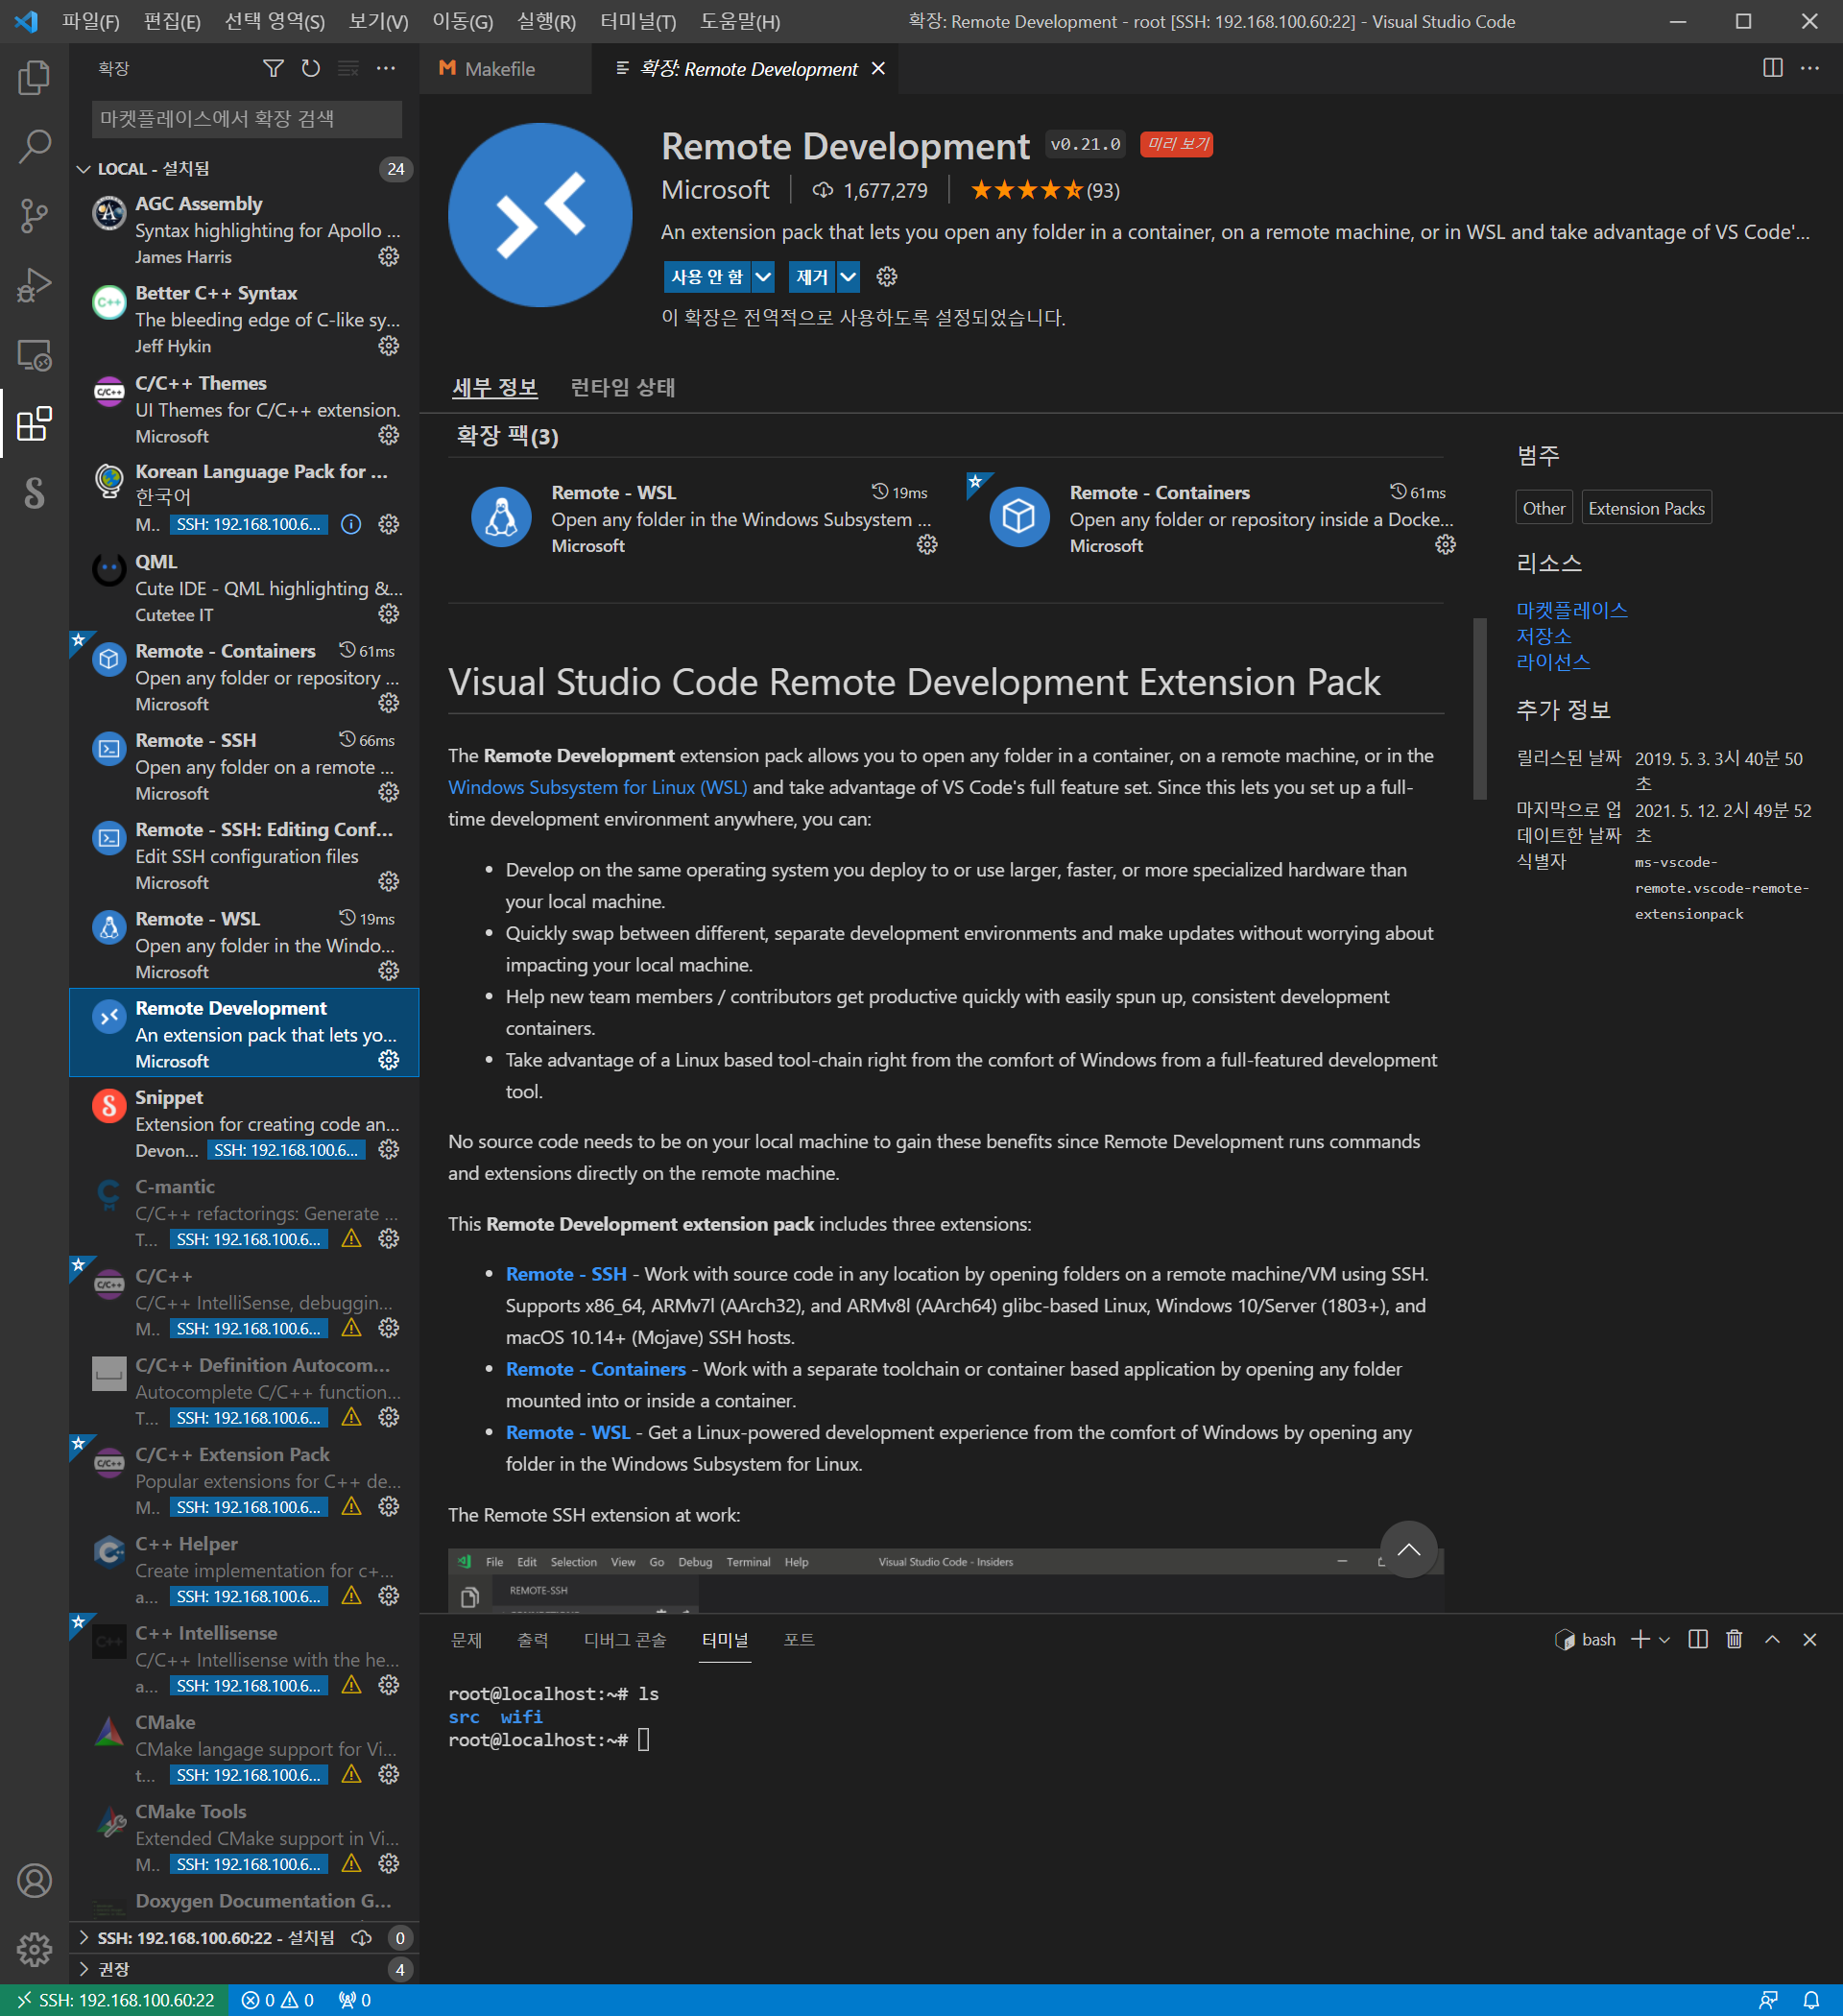 파일(F) 편집(E) 선택 영역(S) 보기(V) 이동(G) 실행(R) 터미널(T) 도움말(H) 확장: Remote Development - root [SSH: 192.168.100.60:22] - Visual Studio Code
확장
마켓플레이스에서 확장 검색
LOCAL - 설치됨 24
AGC Assembly
Syntax highlighting for Apollo ...
James Harris
Better C++ Syntax
The bleeding edge of C-like sy...
Jeff Hykin
C/C++ Themes
UI Themes for C/C++ extension.
Microsoft
Korean Language Pack for ...
한국어
M.. SSH: 192.168.100.6...
QML
Cute IDE - QML highlighting &...
Cutetee IT
Remote - Containers 61ms
Open any folder or repository ...
Microsoft
Remote - SSH 66ms
Open any folder on a remote ...
Microsoft
Remote - SSH: Editing Conf...
Edit SSH configuration files
Microsoft
Remote - WSL 19ms
Open any folder in the Windo...
Microsoft
Remote Development
An extension pack that lets yo...
Microsoft
Snippet
Extension for creating code an...
Devon... SSH: 192.168.100.6...
C-mantic
C/C++ refactorings: Generate ...
T... SSH: 192.168.100.6...
C/C++
C/C++ IntelliSense, debuggin...
M.. SSH: 192.168.100.6...
C/C++ Definition Autocom...
Autocomplete C/C++ function...
T... SSH: 192.168.100.6...
C/C++ Extension Pack
Popular extensions for C++ de...
M.. SSH: 192.168.100.6...
C++ Helper
Create implementation for c+...
a... SSH: 192.168.100.6...
C++ Intellisense
C/C++ Intellisense with the he...
a... SSH: 192.168.100.6...
CMake
CMake langage support for Vi...
t... SSH: 192.168.100.6...
CMake Tools
Extended CMake support in Vi...
M.. SSH: 192.168.100.6...
Doxygen Documentation G...
SSH: 192.168.100.60:22 - 설치됨 0
권장 4
Makefile 확장: Remote Development
Remote Development v0.21.0 미리 보기
Microsoft 1,677,279 (93)
An extension pack that lets you open any folder in a container, on a remote machine, or in WSL and take advantage of VS Code'...
사용 안 함 제거
이 확장은 전역적으로 사용하도록 설정되었습니다.
세부 정보 런타임 상태
확장 팩(3)
Remote - WSL 19ms
Open any folder in the Windows Subsystem ...
Microsoft
Remote - Containers 61ms
Open any folder or repository inside a Docke...
Microsoft
Visual Studio Code Remote Development Extension Pack
The Remote Development extension pack allows you to open any folder in a container, on a remote machine, or in the
Windows Subsystem for Linux (WSL) and take advantage of VS Code's full feature set. Since this lets you set up a full-
time development environment anywhere, you can:
• Develop on the same operating system you deploy to or use larger, faster, or more specialized hardware than
your local machine.
• Quickly swap between different, separate development environments and make updates without worrying about
impacting your local machine.
• Help new team members / contributors get productive quickly with easily spun up, consistent development
containers.
• Take advantage of a Linux based tool-chain right from the comfort of Windows from a full-featured development
tool.
No source code needs to be on your local machine to gain these benefits since Remote Development runs commands
and extensions directly on the remote machine.
This Remote Development extension pack includes three extensions:
• Remote - SSH - Work with source code in any location by opening folders on a remote machine/VM using SSH.
Supports x86_64, ARMv7l (AArch32), and ARMv8l (AArch64) glibc-based Linux, Windows 10/Server (1803+), and
macOS 10.14+ (Mojave) SSH hosts.
• Remote - Containers - Work with a separate toolchain or container based application by opening any folder
mounted into or inside a container.
• Remote - WSL - Get a Linux-powered development experience from the comfort of Windows by opening any
folder in the Windows Subsystem for Linux.
The Remote SSH extension at work:
File Edit Selection View Go Debug Terminal Help Visual Studio Code - Insiders
REMOTE-SSH
범주
Other Extension Packs
리소스
마켓플레이스
저장소
라이선스
추가 정보
릴리스된 날짜 2019. 5. 3. 3시 40분 50
초
마지막으로 업 2021. 5. 12. 2시 49분 52
데이트한 날짜 초
식별자 ms-vscode-
remote.vscode-remote-
extensionpack
문제 출력 디버그 콘솔 터미널 포트 bash
root@localhost:~# ls
src wifi
root@localhost:~#
SSH: 192.168.100.60:22 0 0 0